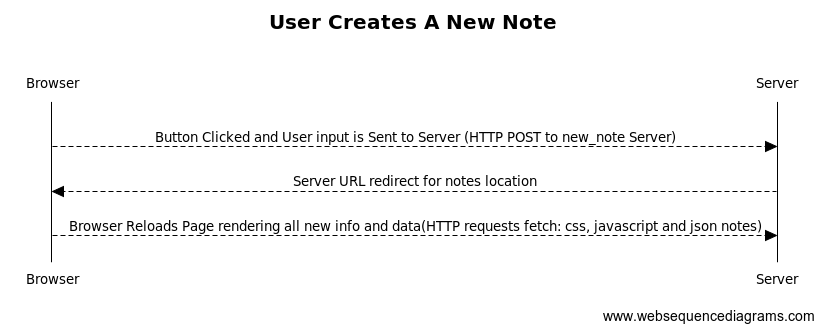 User Creates A New Note
Browser
Server
Button Clicked and User input is Sent to Server (HTTP POST to new_note Server)
Server URL redirect for notes location
Browser Reloads Page rendering all new info and data(HTTP requests fetch: css, javascript and json notes)
Browser
Server
www.websequencediagrams.com